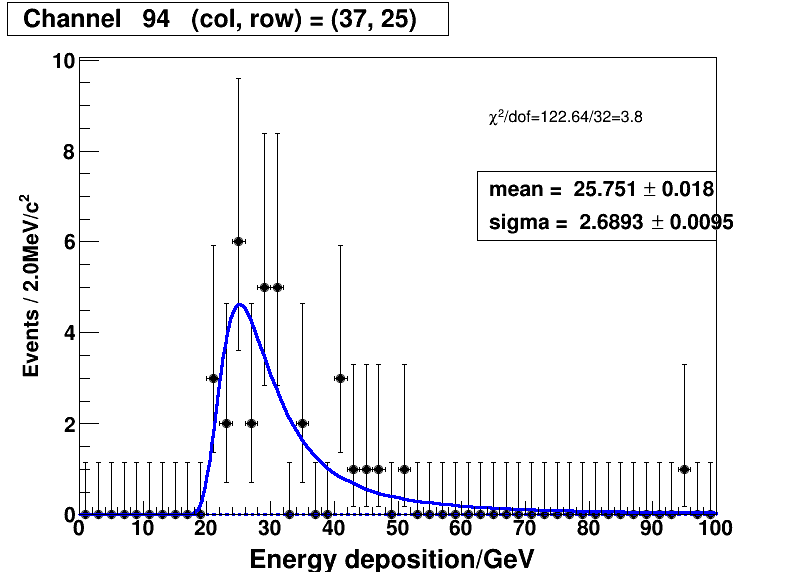 Channel 94 (col, row) = (37, 25)
χ²/dof=122.64/32=3.8
mean = 25.751 ± 0.018
sigma = 2.6893 ± 0.0095
Events / 2.0MeV/c²
10
8
6
4
2
0
0 10 20 30 40 50 60 70 80 90 100
Energy deposition/GeV